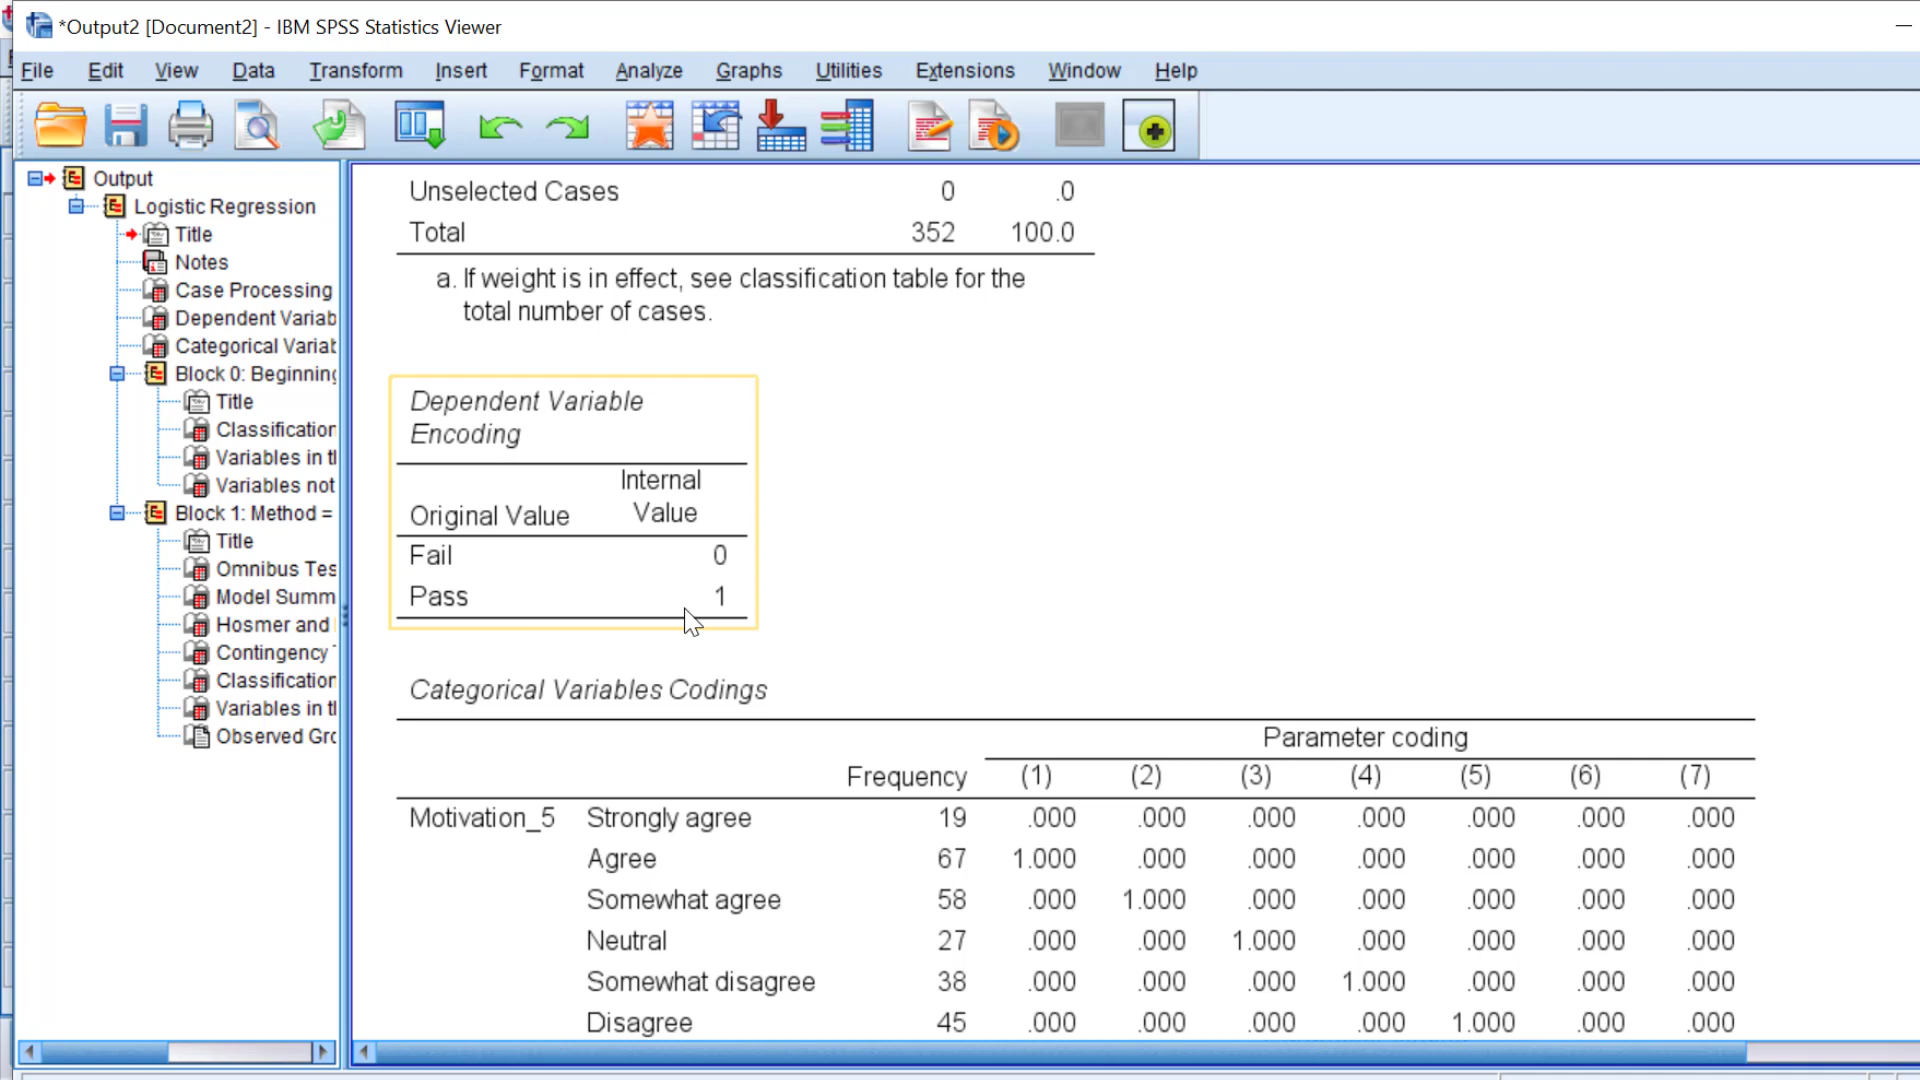 *Output2 [Document2] - IBM SPSS Statistics Viewer
File Edit View Data Transform Insert Format Analyze Graphs Utilities Extensions Window Help
Output
Logistic Regression
Title
Notes
Case Processing
Dependent Variab
Categorical Variab
Block 0: Beginning
Title
Classification
Variables in th
Variables not
Block 1: Method =
Title
Omnibus Tes
Model Summ
Hosmer and
Contingency
Classification
Variables in th
Observed Gro
Unselected Cases 0 .0
Total 352 100.0
a. If weight is in effect, see classification table for the
total number of cases.
Dependent Variable
Encoding
Internal
Original Value Value
Fail 0
Pass 1
Categorical Variables Codings
Parameter coding
Frequency (1) (2) (3) (4) (5) (6) (7)
Motivation_5 Strongly agree 19 .000 .000 .000 .000 .000 .000 .000
Agree 67 1.000 .000 .000 .000 .000 .000 .000
Somewhat agree 58 .000 1.000 .000 .000 .000 .000 .000
Neutral 27 .000 .000 1.000 .000 .000 .000 .000
Somewhat disagree 38 .000 .000 .000 1.000 .000 .000 .000
Disagree 45 .000 .000 .000 .000 1.000 .000 .000